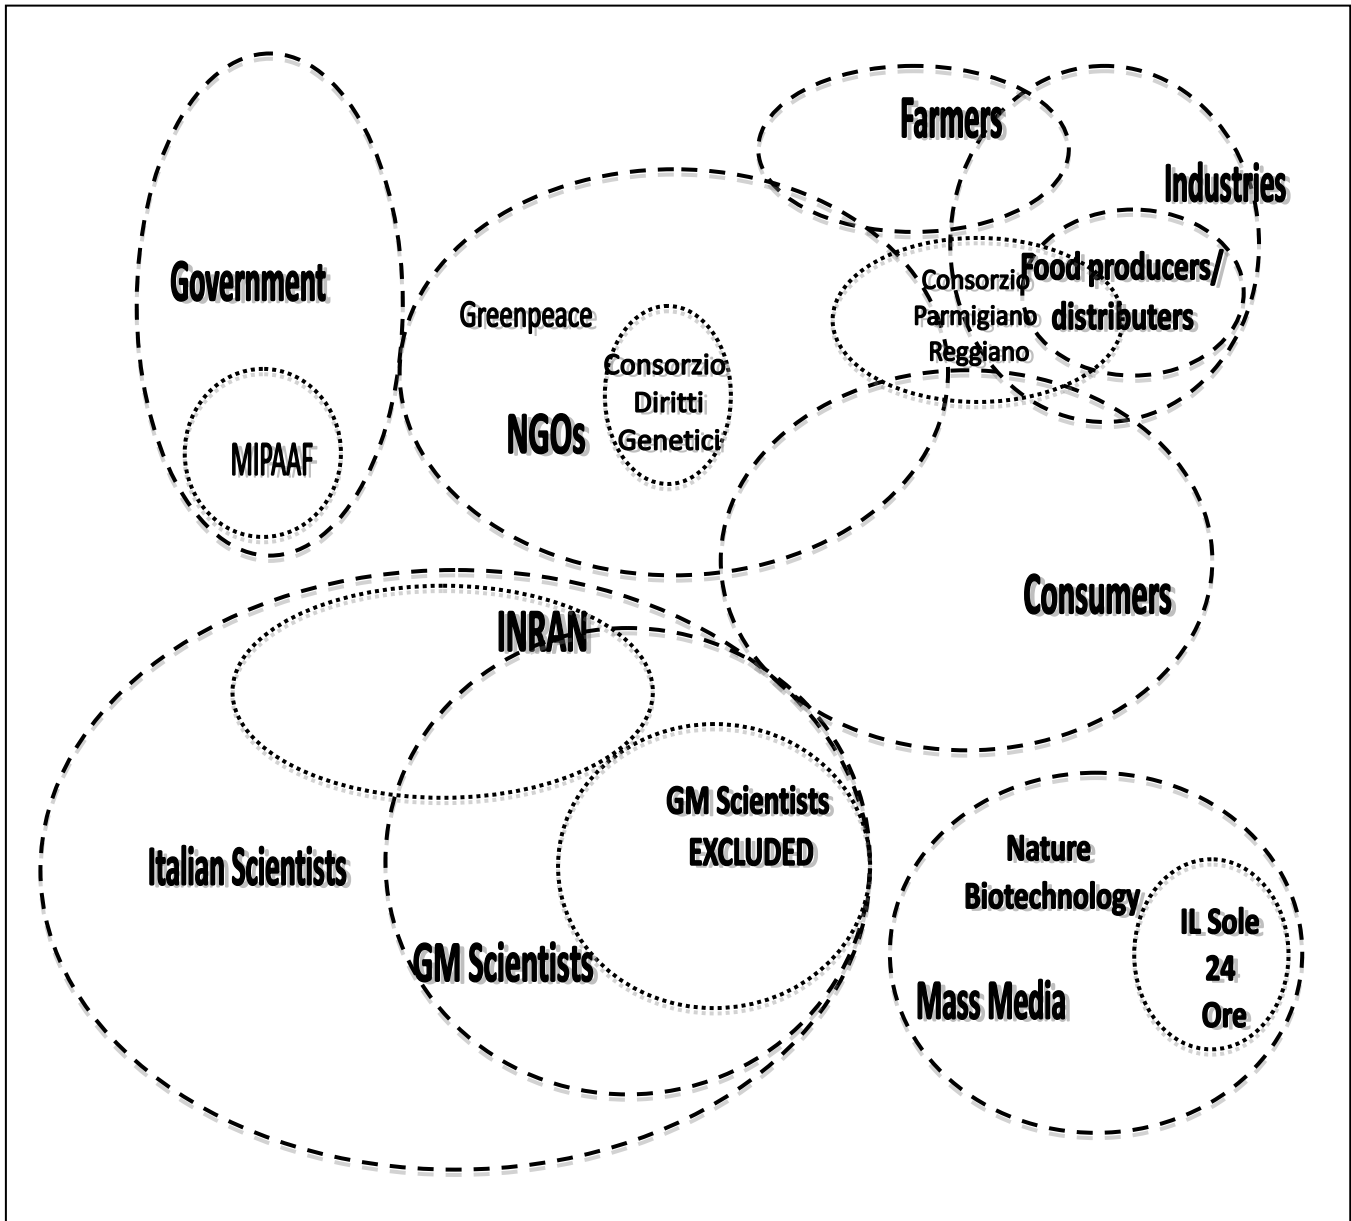 Farmers
Industries
Government
Food producers/
distributers
Consorzio
Parmigiano
Reggiano
Greenpeace
Consorzio
Diritti
Genetici
NGOs
MIPAAF
Consumers
INRAN
GM Scientists
EXCLUDED
Italian Scientists
GM Scientists
Nature
Biotechnology
IL Sole
24
Ore
Mass Media